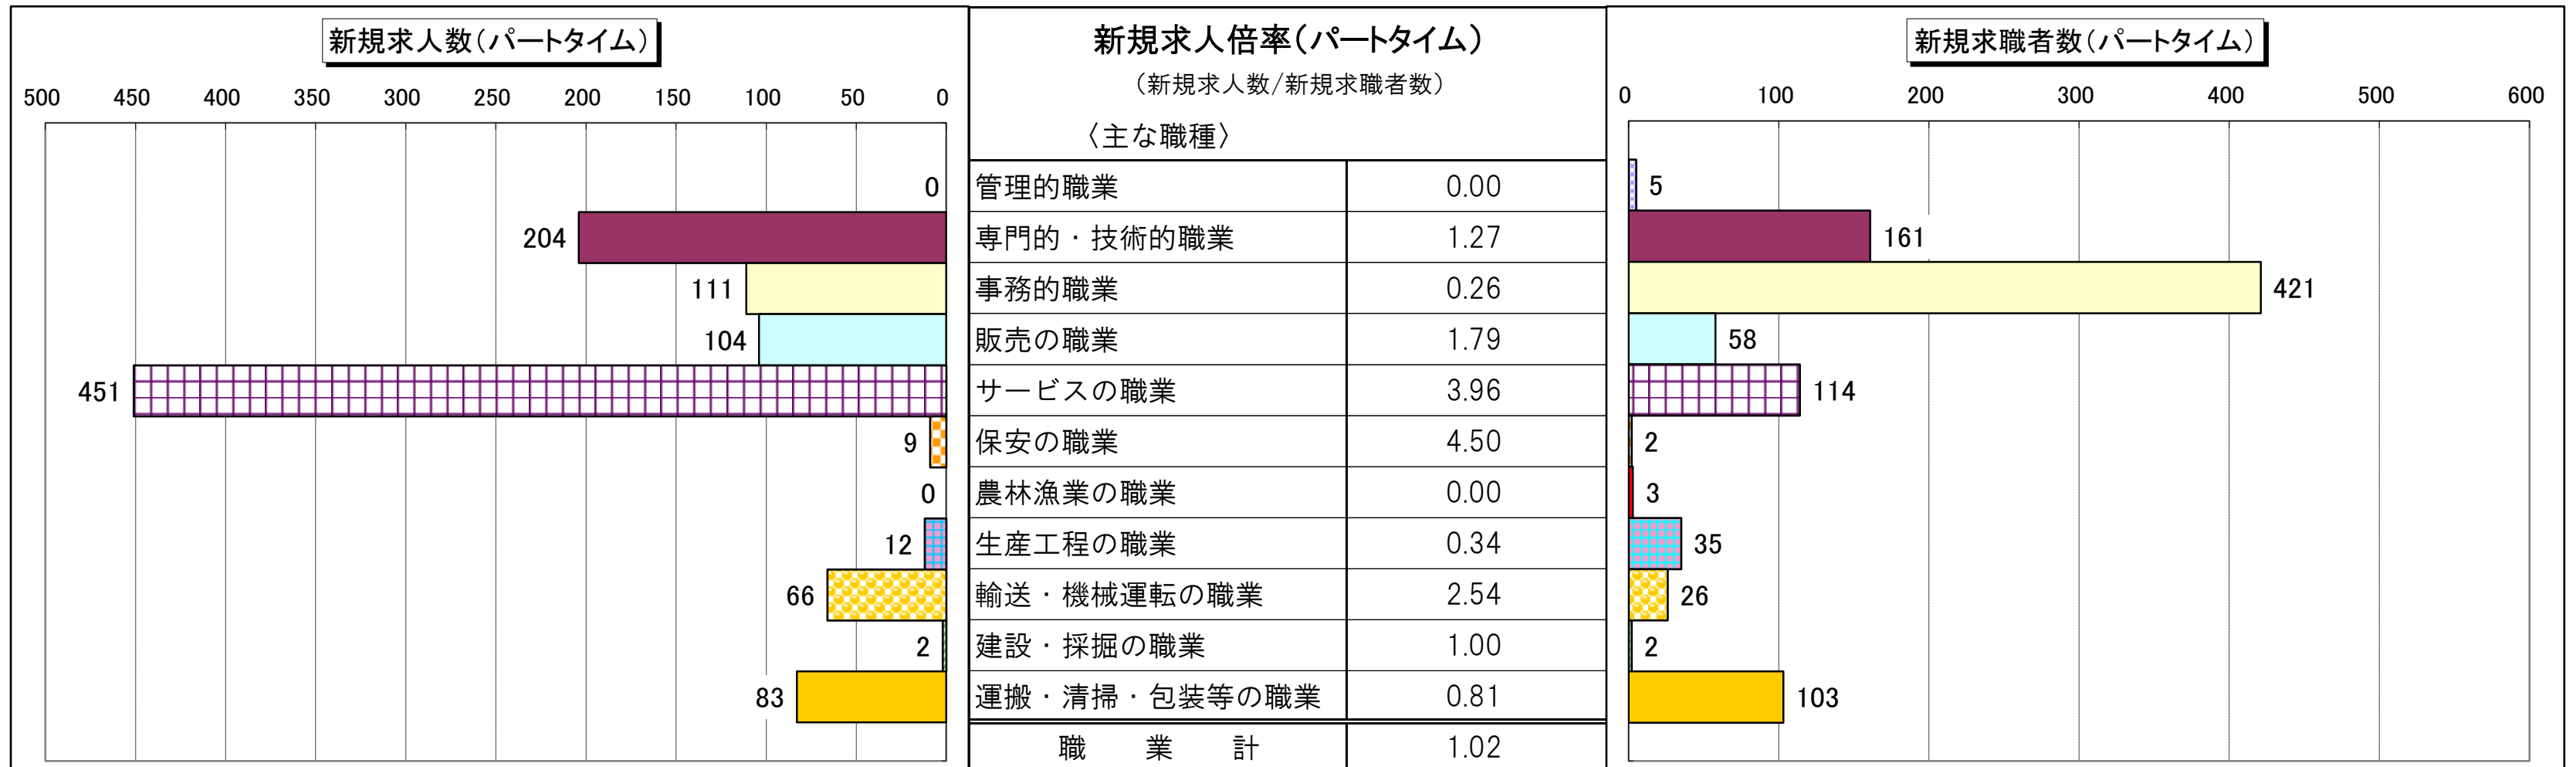 新規求人数(パートタイム)
500 450 400 350 300 250 200 150 100 50 0
新規求人倍率(パートタイム)
(新規求人数/新規求職者数)
〈主な職種〉
新規求職者数(パートタイム)
0 100 200 300 400 500 600
0 管理的職業 0.00 5
204 専門的・技術的職業 1.27 161
111 事務的職業 0.26 421
104 販売の職業 1.79 58
451 サービスの職業 3.96 114
9 保安の職業 4.50 2
0 農林漁業の職業 0.00 3
12 生産工程の職業 0.34 35
66 輸送・機械運転の職業 2.54 26
2 建設・採掘の職業 1.00 2
83 運搬・清掃・包装等の職業 0.81 103
職 業 計 1.02